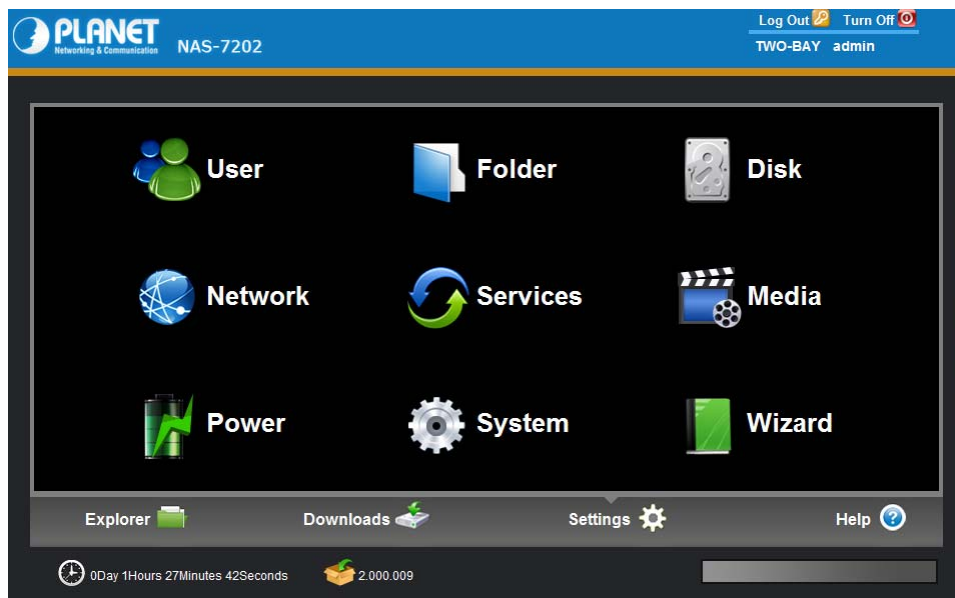 PLANET
Networking & Communication
NAS-7202
Log Out Turn Off
TWO-BAY admin
User Folder Disk
Network Services Media
Power System Wizard
Explorer Downloads Settings Help
0Day 1Hours 27Minutes 42Seconds 2.000.009